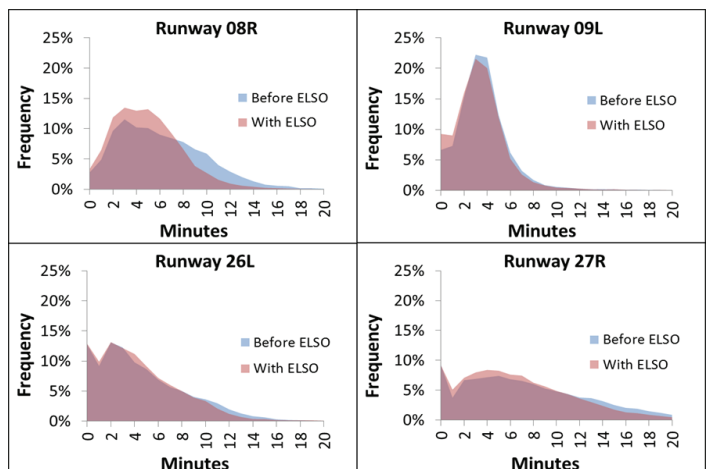 Runway 08R
25%
20%
15%
10%
5%
0%
Frequency
Before ELSO
With ELSO
0 2 4 6 8 10 12 14 16 18 20
Minutes
Runway 09L
25%
20%
15%
10%
5%
0%
Frequency
Before ELSO
With ELSO
0 2 4 6 8 10 12 14 16 18 20
Minutes
Runway 26L
25%
20%
15%
10%
5%
0%
Frequency
Before ELSO
With ELSO
0 2 4 6 8 10 12 14 16 18 20
Minutes
Runway 27R
25%
20%
15%
10%
5%
0%
Frequency
Before ELSO
With ELSO
0 2 4 6 8 10 12 14 16 18 20
Minutes